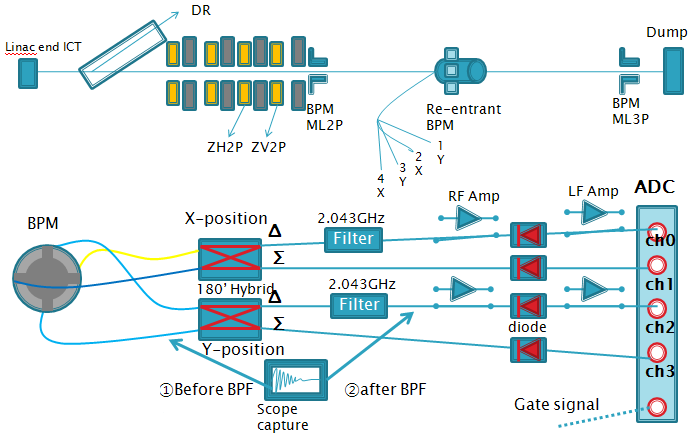 DR
Linac end ICT
Dump
BPM
ML2P
Re-entrant
BPM
BPM
ML3P
ZH2P
ZV2P
1
Y
2
X
3
Y
4
X
ADC
RF Amp
LF Amp
BPM
X-position
Δ
2.043GHz
Filter
ch0
Σ
ch1
180' Hybrid
Δ
2.043GHz
Filter
ch2
Σ
diode
Y-position
ch3
①Before BPF
②after BPF
Scope
capture
Gate signal